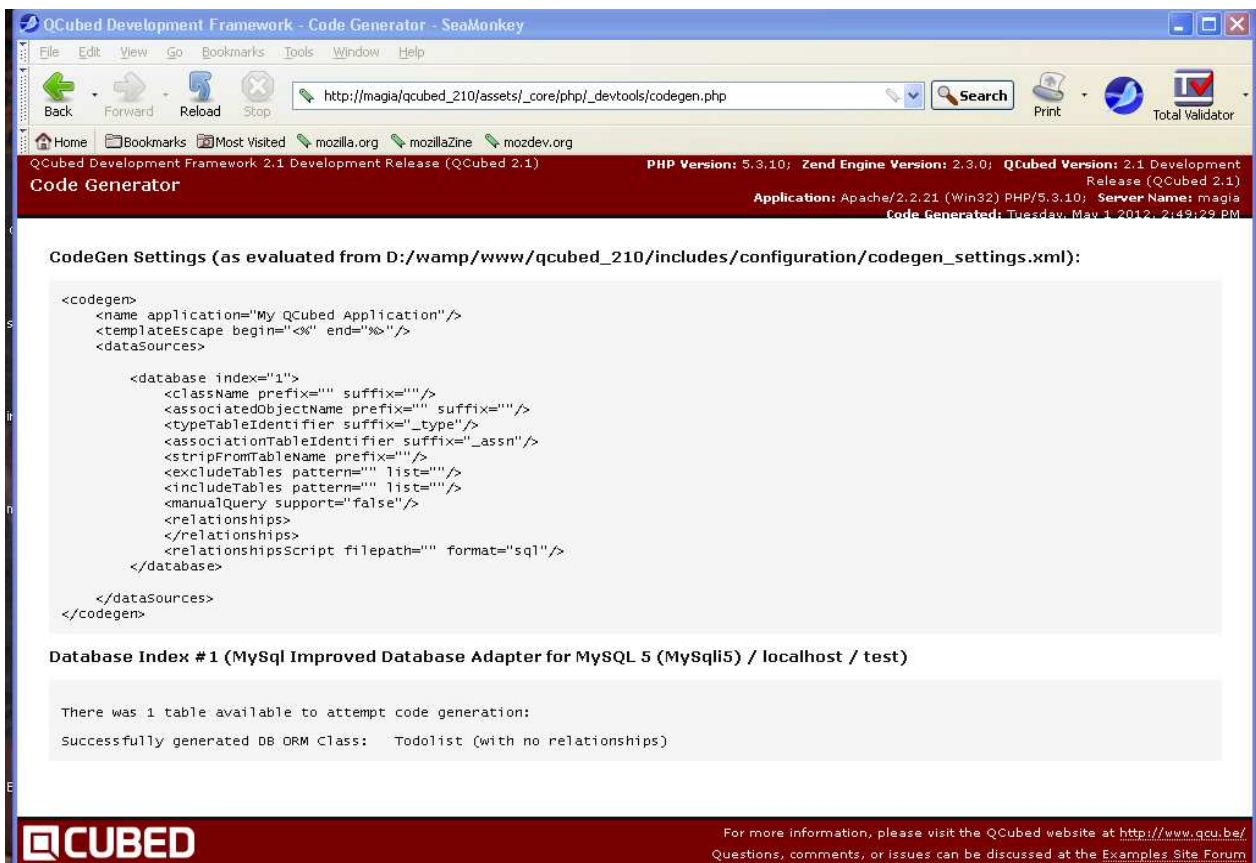 QCubed Development Framework - Code Generator - SeaMonkey
File Edit View Go Bookmarks Tools Window Help
Back Forward Reload Stop http://magia/qcubed_210/assets/_core/php/_devtools/codegen.php Search Print Total Validator
Home Bookmarks Most Visited mozilla.org mozillaZine mozdev.org
QCubed Development Framework 2.1 Development Release (QCubed 2.1)
Code Generator
PHP Version: 5.3.10; Zend Engine Version: 2.3.0; QCubed Version: 2.1 Development
Release (QCubed 2.1)
Application: Apache/2.2.21 (Win32) PHP/5.3.10; Server Name: magia
Code Generated: Tuesday, May 1 2012, 2:49:29 PM
CodeGen Settings (as evaluated from D:/wamp/www/qcubed_210/includes/configuration/codegen_settings.xml):
<codegen>
<name application="My QCubed Application"/>
<templateEscape begin="<%" end="%>"/>
<dataSources>
<database index="1">
<className prefix="" suffix=""/>
<associatedObjectName prefix="" suffix=""/>
<typeTableIdentifier suffix="_type"/>
<associationTableIdentifier suffix="_assn"/>
<stripFromTableName prefix=""/>
<excludeTables pattern="" list=""/>
<includeTables pattern="" list=""/>
<manualQuery support="false"/>
<relationships>
</relationships>
<relationshipsScript filepath="" format="sql"/>
</database>
</dataSources>
</codegen>
Database Index #1 (MySql Improved Database Adapter for MySQL 5 (MySqli5) / localhost / test)
There was 1 table available to attempt code generation:
Successfully generated DB ORM Class: Todolist (with no relationships)
QCUBED
For more information, please visit the QCubed website at http://www.qcu.be/
Questions, comments, or issues can be discussed at the Examples Site Forum